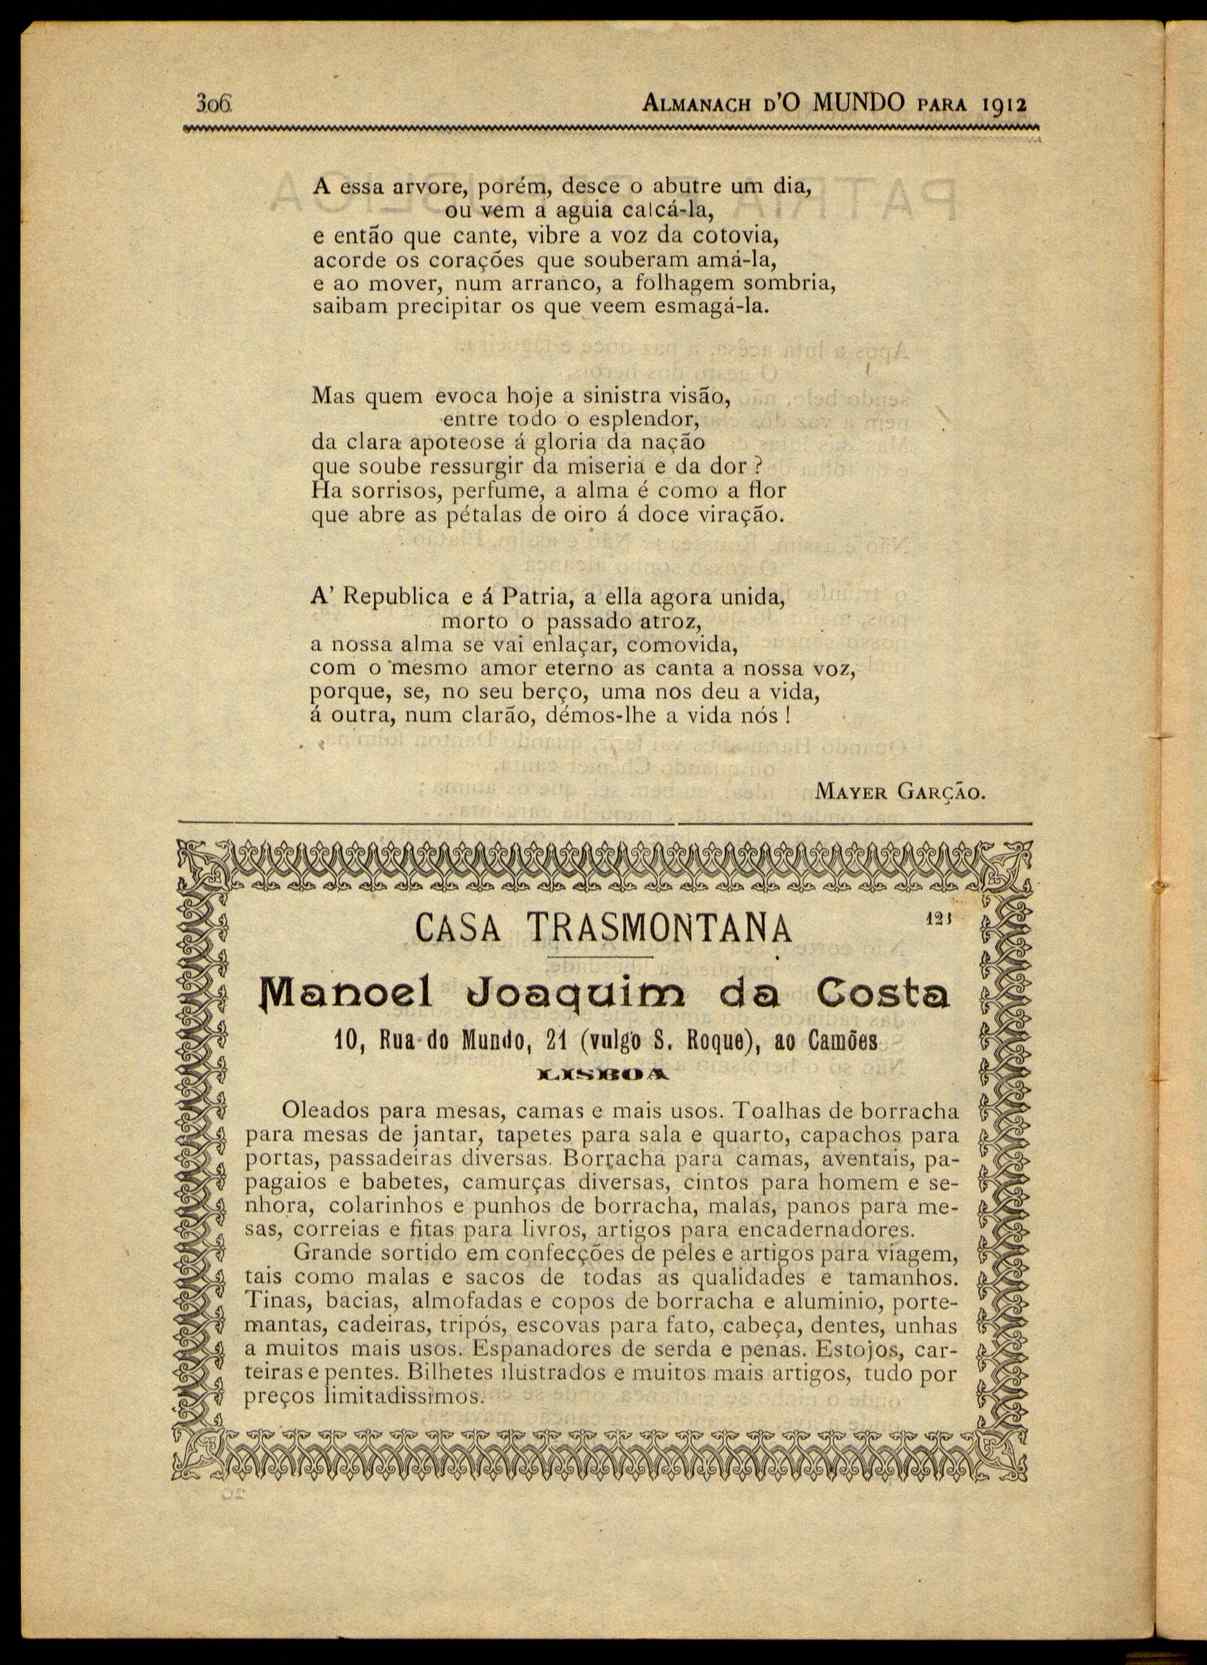 306
ALMANACH D'O MUNDO PARA 1912
A essa arvore, porém, desce o abutre um dia,
ou vem a aguia calcá-la,
e então que cante, vibre a voz da cotovia,
acorde os corações que souberam amá-la,
e ao mover, num arranco, a folhagem sombria,
saibam precipitar os que veem esmagá-la.
Mas quem evoca hoje a sinistra visão,
entre todo o esplendor,
da clara apoteose á gloria da nação
que soube ressurgir da miseria e da dor ?
Ha sorrisos, perfume, a alma é como a flor
que abre as pétalas de oiro á doce viração.
A' Republica e á Patria, a ella agora unida,
morto o passado atroz,
a nossa alma se vai enlaçar, comovida,
com o mesmo amor eterno as canta a nossa voz,
porque, se, no seu berço, uma nos deu a vida,
á outra, num clarão, démos-lhe a vida nós !
MAYER GARÇÃO.
CASA TRASMONTANA
123
Manoel Joaquim da Costa
10, Rua do Mundo, 21 (vulgo S. Roque), ao Camões
LISBOA
Oleados para mesas, camas e mais usos. Toalhas de borracha
para mesas de jantar, tapetes para sala e quarto, capachos para
portas, passadeiras diversas. Borracha para camas, aventais, pa-
pagaios e babetes, camurças diversas, cintos para homem e se-
nhora, colarinhos e punhos de borracha, malas, panos para me-
sas, correias e fitas para livros, artigos para encadernadores.
Grande sortido em confecções de peles e artigos para viagem,
tais como malas e sacos de todas as qualidades e tamanhos.
Tinas, bacias, almofadas e copos de borracha e aluminio, porte-
mantas, cadeiras, tripós, escovas para fato, cabeça, dentes, unhas
a muitos mais usos. Espanadores de serda e penas. Estojos, car-
teiras e pentes. Bilhetes ilustrados e muitos mais artigos, tudo por
preços limitadissimos.